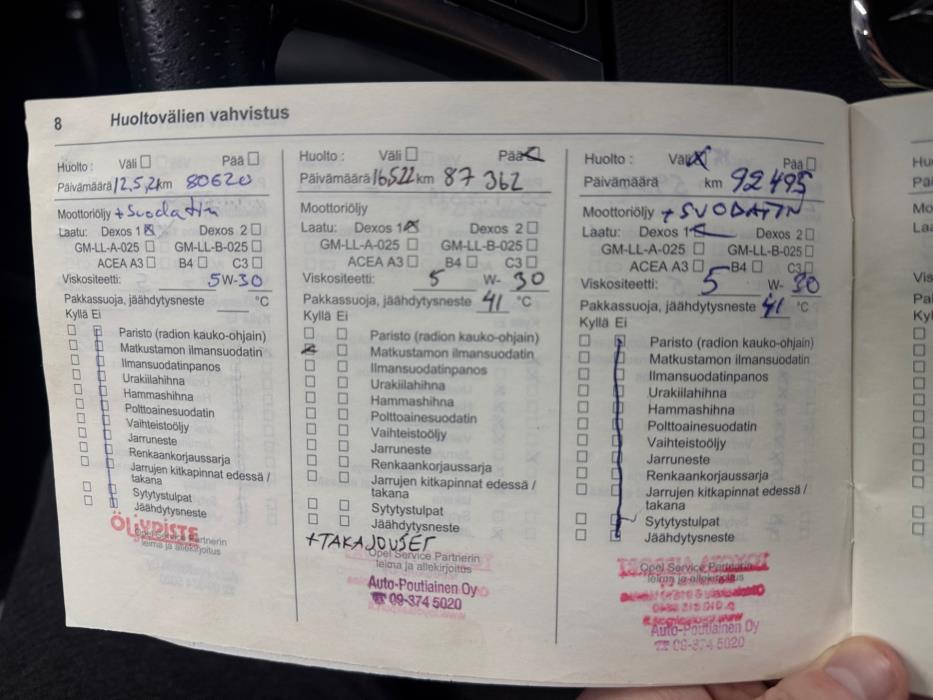 8 Huoltovälien vahvistus
Huolto : Väli Pää
Päivämäärä 12,5,21 km 80620
Moottoriöljy + Suodatin
Laatu: Dexos 1 Dexos 2
GM-LL-A-025 GM-LL-B-025
ACEA A3 B4 C3
Viskositeetti: 5W-30
Pakkassuoja, jäähdytysneste °C
Kyllä Ei
Paristo (radion kauko-ohjain)
Matkustamon ilmansuodatin
Ilmansuodatinpanos
Urakiilahihna
Hammashihna
Polttoainesuodatin
Vaihteistoöljy
Jarruneste
Renkaankorjaussarja
Jarrujen kitkapinnat edessä /
takana
Sytytystulpat
Jäähdytysneste
ÖLJYPISTE
Opel Service Partnerin
leima ja allekirjoitus
Huolto : Väli Pää
Päivämäärä 16522 km 87 362
Moottoriöljy
Laatu: Dexos 1 Dexos 2
GM-LL-A-025 GM-LL-B-025
ACEA A3 B4 C3
Viskositeetti: 5 W- 30
Pakkassuoja, jäähdytysneste 41 °C
Kyllä Ei
Paristo (radion kauko-ohjain)
Matkustamon ilmansuodatin
Ilmansuodatinpanos
Urakiilahihna
Hammashihna
Polttoainesuodatin
Vaihteistoöljy
Jarruneste
Renkaankorjaussarja
Jarrujen kitkapinnat edessä /
takana
Sytytystulpat
Jäähdytysneste
+TAKAJOUSET
Opel Service Partnerin
leima ja allekirjoitus
Auto-Poutiainen Oy
☎ 09-374 5020
Huolto : Väli Pää
Päivämäärä km 92495
Moottoriöljy + SUODATIN
Laatu: Dexos 1 Dexos 2
GM-LL-A-025 GM-LL-B-025
ACEA A3 B4 C3
Viskositeetti: 5 W- 30
Pakkassuoja, jäähdytysneste 41 °C
Kyllä Ei
Paristo (radion kauko-ohjain)
Matkustamon ilmansuodatin
Ilmansuodatinpanos
Urakiilahihna
Hammashihna
Polttoainesuodatin
Vaihteistoöljy
Jarruneste
Renkaankorjaussarja
Jarrujen kitkapinnat edessä /
takana
Sytytystulpat
Jäähdytysneste
Opel Service Partnerin
leima ja allekirjoitus
Auto-Poutiainen Oy
☎ 09-374 5020